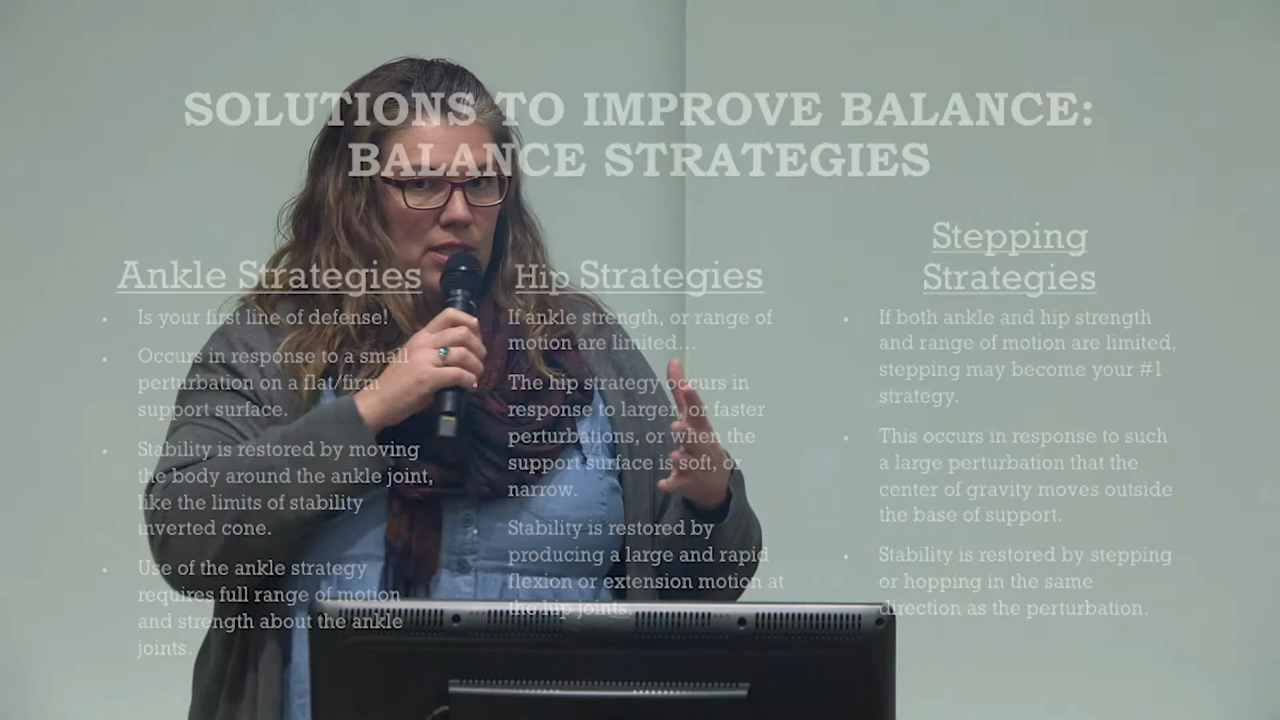 SOLUTIONS TO IMPROVE BALANCE:
BALANCE STRATEGIES
Ankle Strategies
• Is your first line of defense!
• Occurs in response to a small
perturbation on a flat/firm
support surface.
• Stability is restored by moving
the body around the ankle joint,
like the limits of stability
inverted cone.
• Use of the ankle strategy
requires full range of motion
and strength about the ankle
joints.
Hip Strategies
If ankle strength, or range of
motion are limited…
The hip strategy occurs in
response to larger, or faster
perturbations, or when the
support surface is soft, or
narrow.
Stability is restored by
producing a large and rapid
flexion or extension motion at
the hip joints.
Stepping
Strategies
• If both ankle and hip strength
and range of motion are limited,
stepping may become your #1
strategy.
• This occurs in response to such
a large perturbation that the
center of gravity moves outside
the base of support.
• Stability is restored by stepping
or hopping in the same
direction as the perturbation.